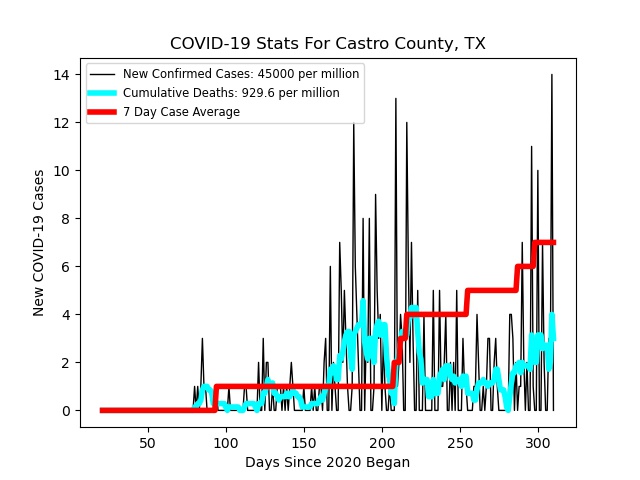 COVID-19 Stats For Castro County, TX
New Confirmed Cases: 45000 per million
Cumulative Deaths: 929.6 per million
7 Day Case Average
New COVID-19 Cases
14
12
10
8
6
4
2
0
50
100
150
200
250
300
Days Since 2020 Began